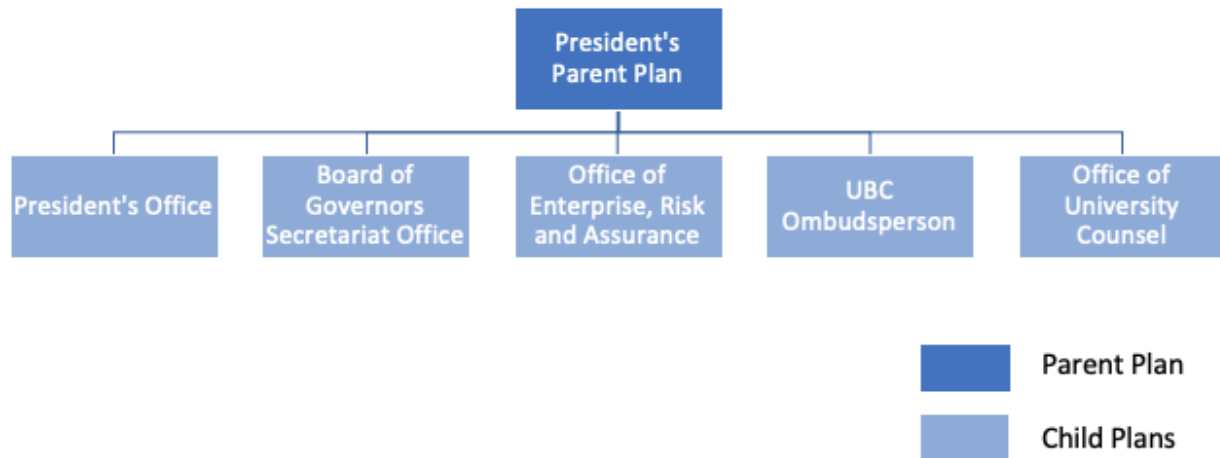 President's
Parent Plan
President's Office
Board of
Governors
Secretariat Office
Office of
Enterprise, Risk
and Assurance
UBC
Ombudsperson
Office of
University
Counsel
Parent Plan
Child Plans